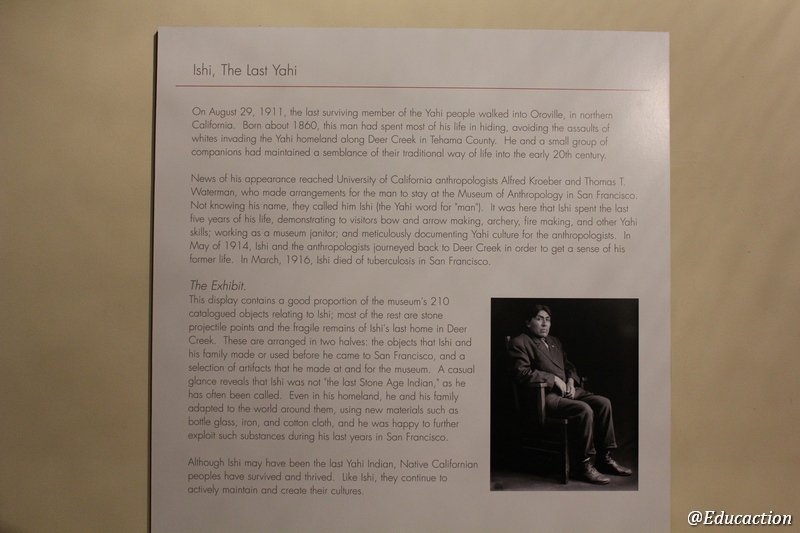 Ishi, The Last Yahi
On August 29, 1911, the last surviving member of the Yahi people walked into Oroville, in northern
California. Born about 1860, this man had spent most of his life in hiding, avoiding the assaults of
whites invading the Yahi homeland along Deer Creek in Tehama County. He and a small group of
companions had maintained a semblance of their traditional way of life into the early 20th century.
News of his appearance reached University of California anthropologists Alfred Kroeber and Thomas T.
Waterman, who made arrangements for the man to stay at the Museum of Anthropology in San Francisco.
Not knowing his name, they called him Ishi (the Yahi word for "man"). It was here that Ishi spent the last
five years of his life, demonstrating to visitors bow and arrow making, archery, fire making, and other Yahi
skills; working as a museum janitor; and meticulously documenting Yahi culture for the anthropologists. In
May of 1914, Ishi and the anthropologists journeyed back to Deer Creek in order to get a sense of his
former life. In March, 1916, Ishi died of tuberculosis in San Francisco.
The Exhibit.
This display contains a good proportion of the museum's 210
catalogued objects relating to Ishi; most of the rest are stone
projectile points and the fragile remains of Ishi's last home in Deer
Creek. These are arranged in two halves: the objects that Ishi and
his family made or used before he came to San Francisco, and a
selection of artifacts that he made at and for the museum. A casual
glance reveals that Ishi was not "the last Stone Age Indian," as he
has often been called. Even in his homeland, he and his family
adapted to the world around them, using new materials such as
bottle glass, iron, and cotton cloth, and he was happy to further
exploit such substances during his last years in San Francisco.
Although Ishi may have been the last Yahi Indian, Native Californian
peoples have survived and thrived. Like Ishi, they continue to
actively maintain and create their cultures.
@Educaction